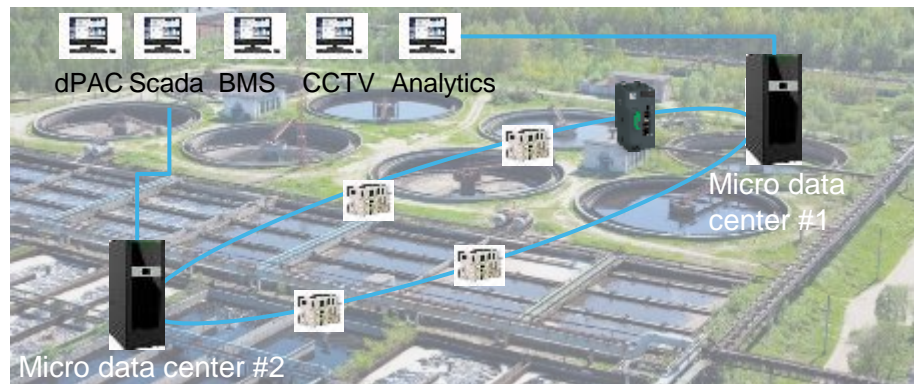 dPAC Scada BMS CCTV Analytics
Micro data
center #1
Micro data center #2